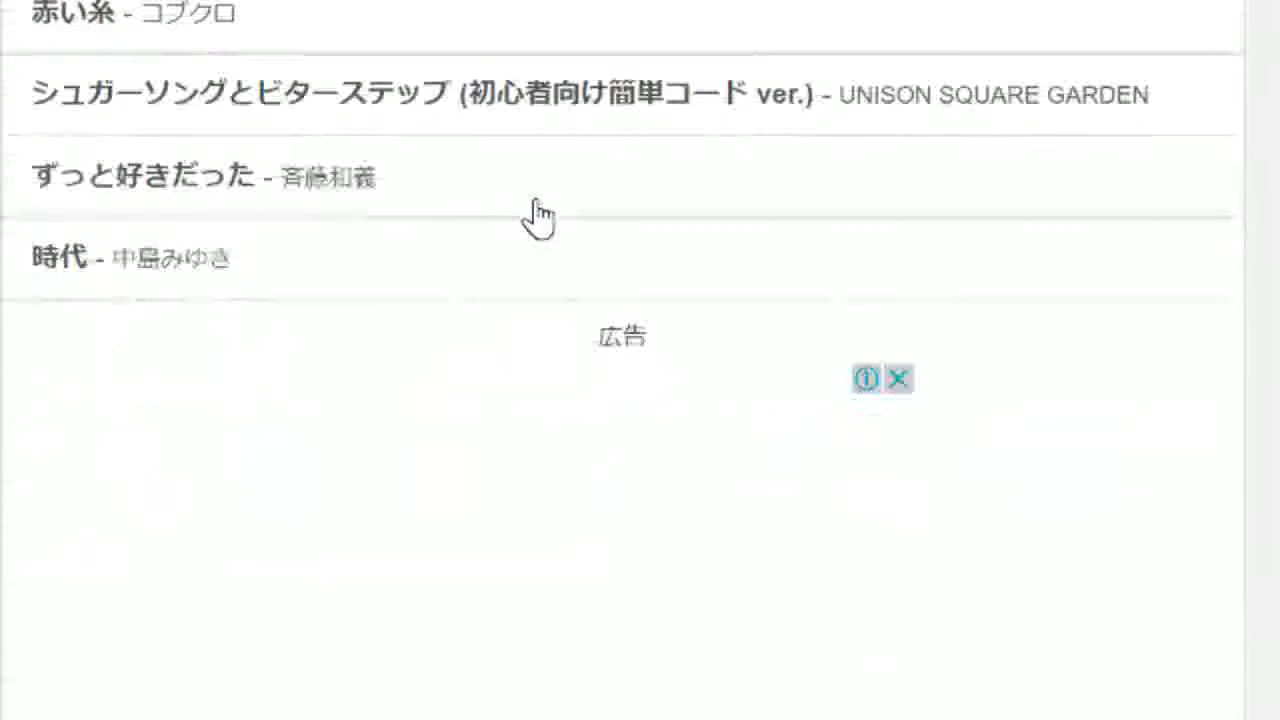 赤い糸 - コブクロ
シュガーソングとビターステップ (初心者向け簡単コード ver.) - UNISON SQUARE GARDEN
ずっと好きだった - 斉藤和義
時代 - 中島みゆき
広告